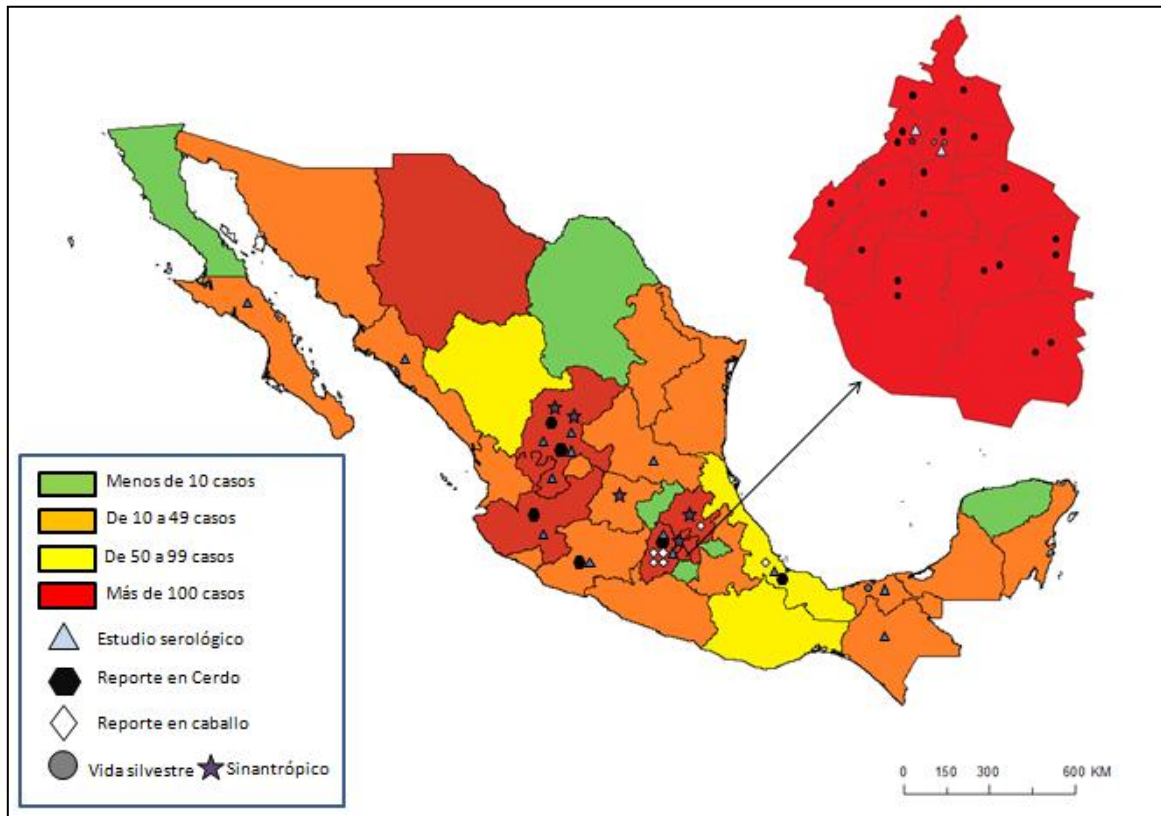 Menos de 10 casos
De 10 a 49 casos
De 50 a 99 casos
Más de 100 casos
Estudio serológico
Reporte en Cerdo
Reporte en caballo
Vida silvestre Sinantrópico
0 150 300 600 KM